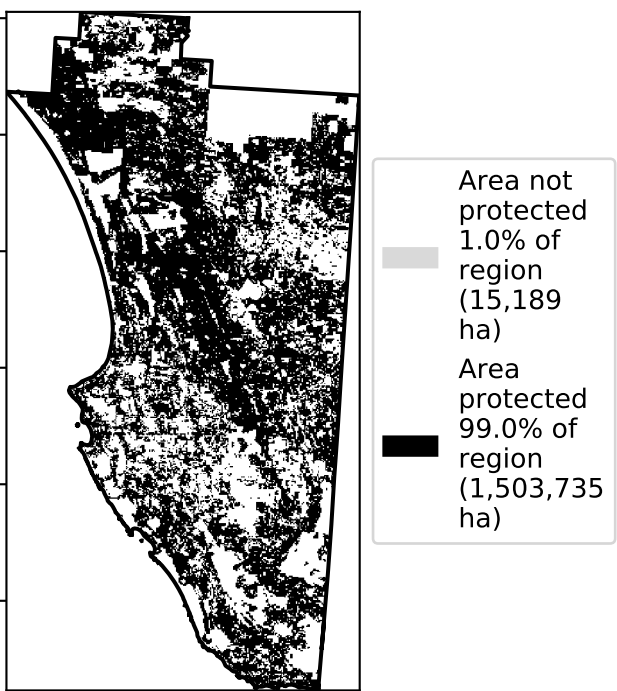 Area not
protected
1.0% of
region
(15,189
ha)
Area
protected
99.0% of
region
(1,503,735
ha)